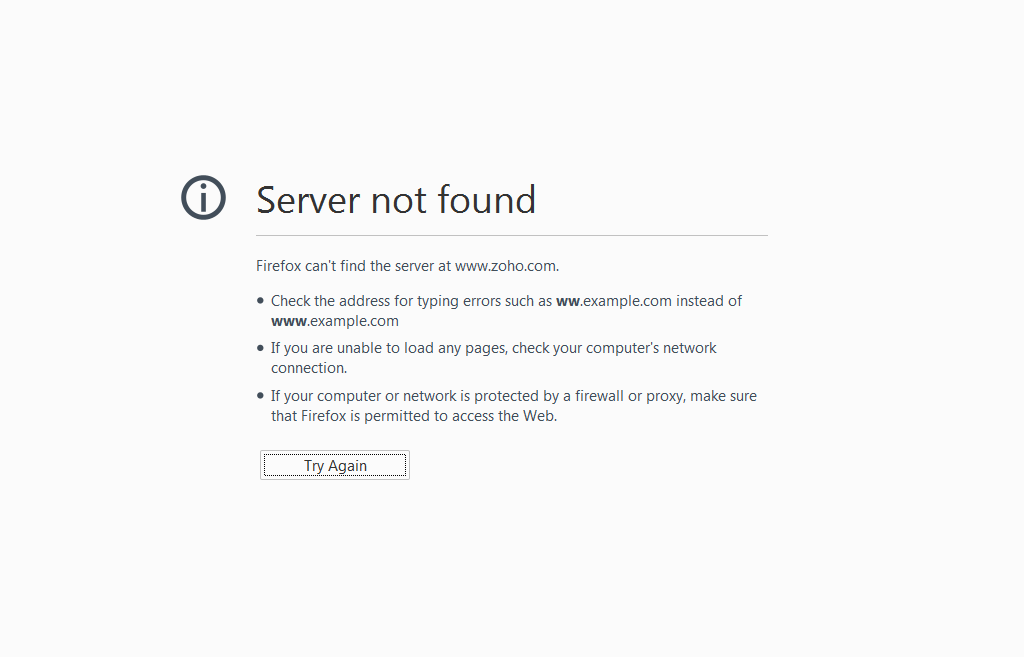 Server not found
Firefox can't find the server at www.zoho.com.
• Check the address for typing errors such as ww.example.com instead of
www.example.com
• If you are unable to load any pages, check your computer's network
connection.
• If your computer or network is protected by a firewall or proxy, make sure
that Firefox is permitted to access the Web.
Try Again